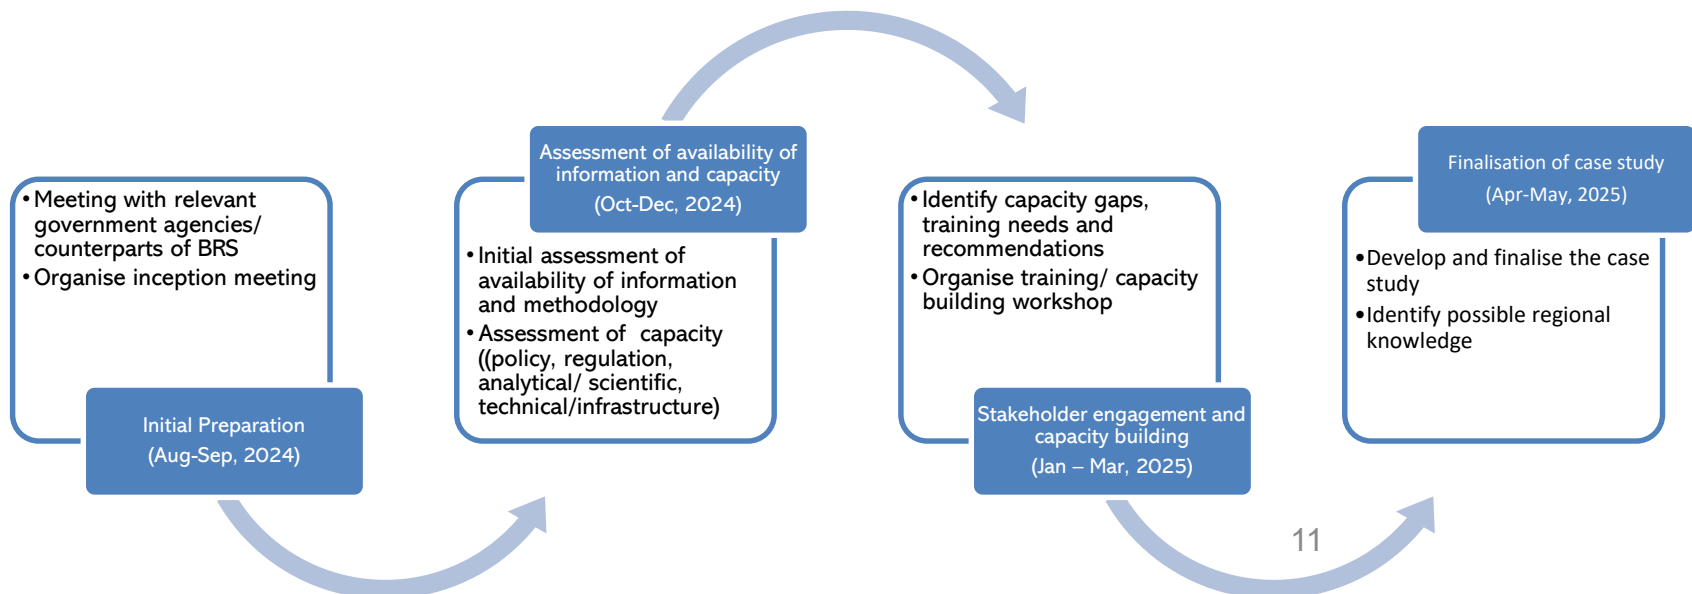 • Meeting with relevant
government agencies/
counterparts of BRS
• Organise inception meeting
Initial Preparation
(Aug-Sep, 2024)
Assessment of availability of
information and capacity
(Oct-Dec, 2024)
• Initial assessment of
availability of information
and methodology
• Assessment of  capacity
((policy, regulation,
analytical/ scientific,
technical/infrastructure)
• Identify capacity gaps,
training needs and
recommendations
• Organise training/ capacity
building workshop
Stakeholder engagement and
capacity building
(Jan – Mar, 2025)
Finalisation of case study
(Apr-May, 2025)
•Develop and finalise the case
study
•Identify possible regional
knowledge
11